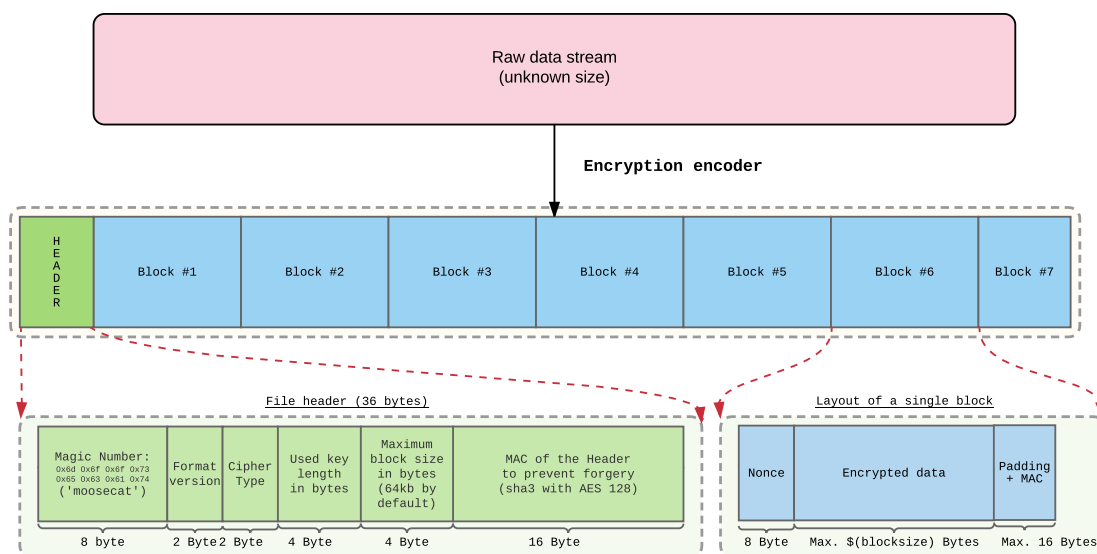 Raw data stream
(unknown size)
Encryption encoder
H
E
A
D
E
R
Block #1
Block #2
Block #3
Block #4
Block #5
Block #6
Block #7
File header (36 bytes)
Magic Number:
0x6d 0x6f 0x6f 0x73
0x65 0x63 0x61 0x74
('moosecat')
Format
version
Cipher
Type
Used key
length
in bytes
Maximum
block size
in bytes
(64kb by
default)
MAC of the Header
to prevent forgery
(sha3 with AES 128)
8 byte
2 Byte
2 Byte
4 Byte
4 Byte
16 Byte
Layout of a single block
Nonce
Encrypted data
Padding
+ MAC
8 Byte
Max. $(blocksize) Bytes
Max. 16 Bytes